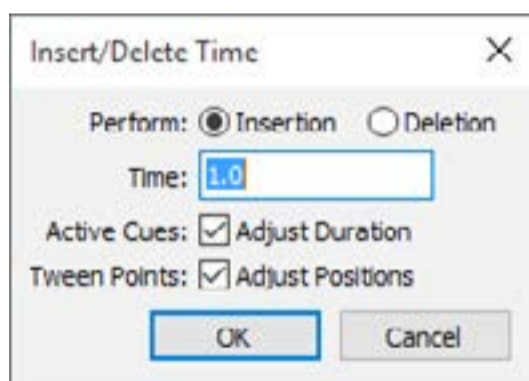 Insert/Delete Time
Perform: Insertion Deletion
Time: 1.0
Active Cues: Adjust Duration
Tween Points: Adjust Positions
OK Cancel